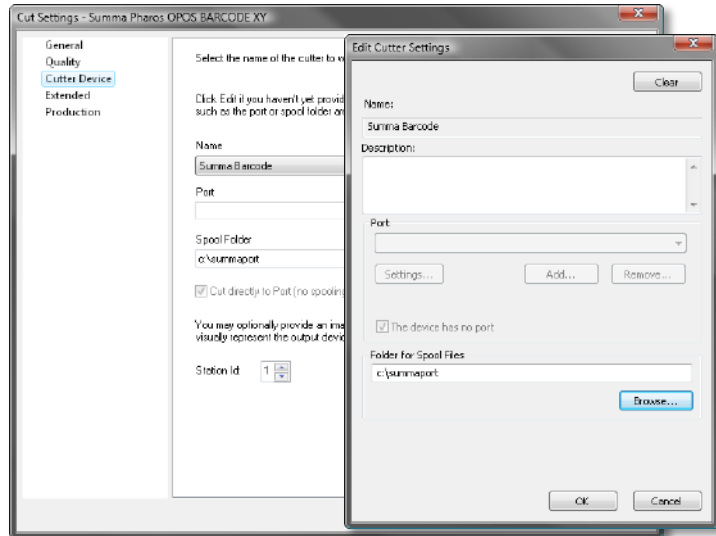 Cut Settings - Summa Pharos OPOS BARCODE XY
General
Quality
Cutter Device
Extended
Production
Select the name of the cutter to w
Click Edit if you haven't yet provid
such as the port or spool folder an
Name
Summa Barcode
Port
Spool Folder
c:\summaport
Cut directly to Port (no spooling
You may optionally provide an ima
visually represent the output devic
Station Id:
1
Edit Cutter Settings
Clear
Name:
Summa Barcode
Description:
Port
Settings...
Add...
Remove...
The device has no port
Folder for Spool Files
c:\summaport
Browse...
OK
Cancel